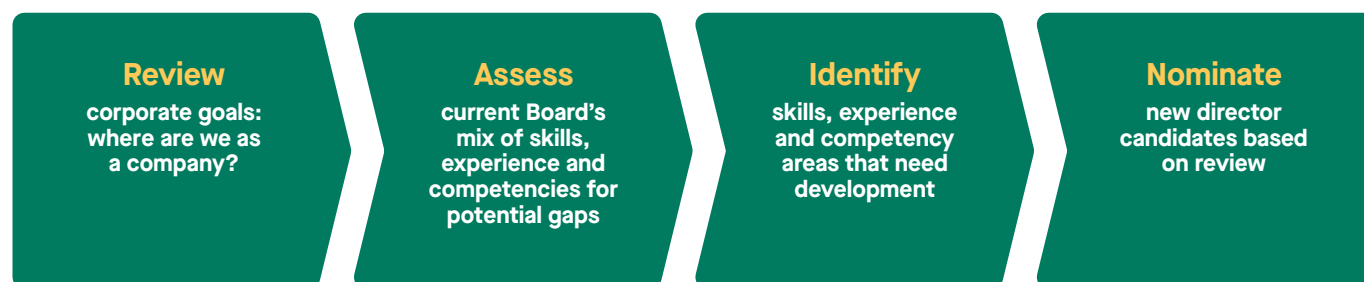 Review
corporate goals:
where are we as
a company?
Assess
current Board's
mix of skills,
experience and
competencies for
potential gaps
Identify
skills, experience
and competency
areas that need
development
Nominate
new director
candidates based
on review